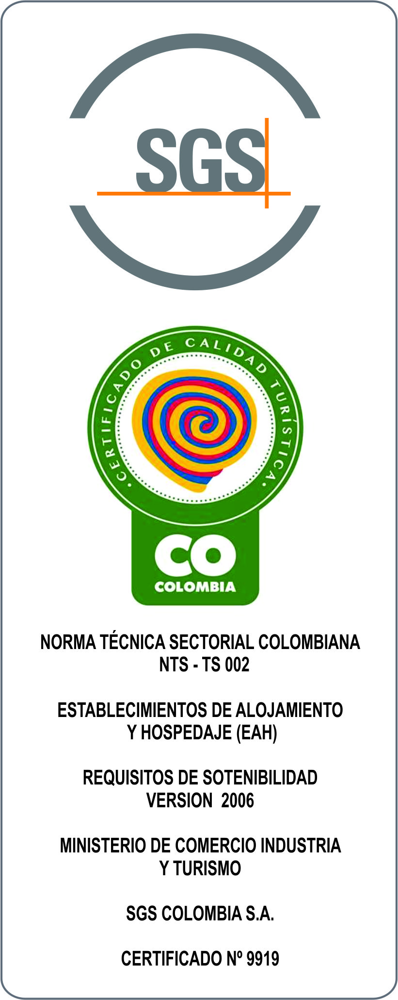 SGS
·CERTIFICADO DE CALIDAD TURÍSTICA·
CO
COLOMBIA
NORMA TÉCNICA SECTORIAL COLOMBIANA
NTS - TS 002
ESTABLECIMIENTOS DE ALOJAMIENTO
Y HOSPEDAJE (EAH)
REQUISITOS DE SOTENIBILIDAD
VERSION 2006
MINISTERIO DE COMERCIO INDUSTRIA
Y TURISMO
SGS COLOMBIA S.A.
CERTIFICADO Nº 9919